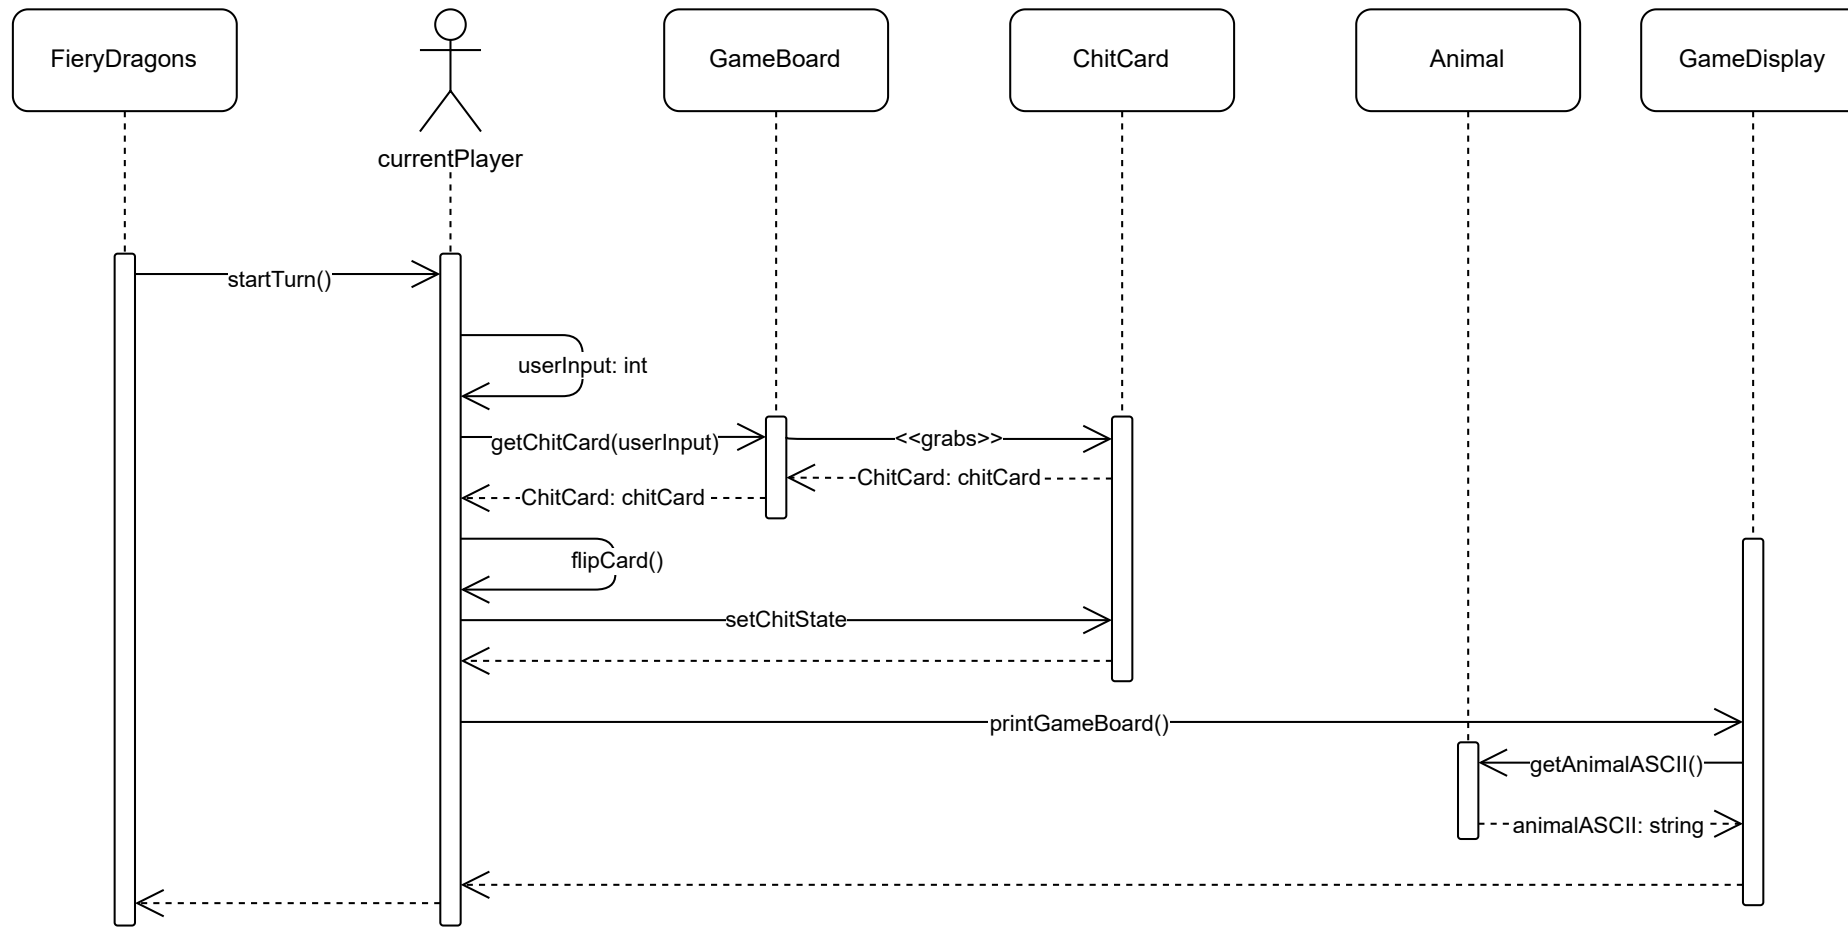 FieryDragons
currentPlayer
GameBoard
ChitCard
Animal
GameDisplay
startTurn()
userInput: int
getChitCard(userInput)
<<grabs>>
ChitCard: chitCard
ChitCard: chitCard
flipCard()
setChitState
printGameBoard()
getAnimalASCII()
animalASCII: string